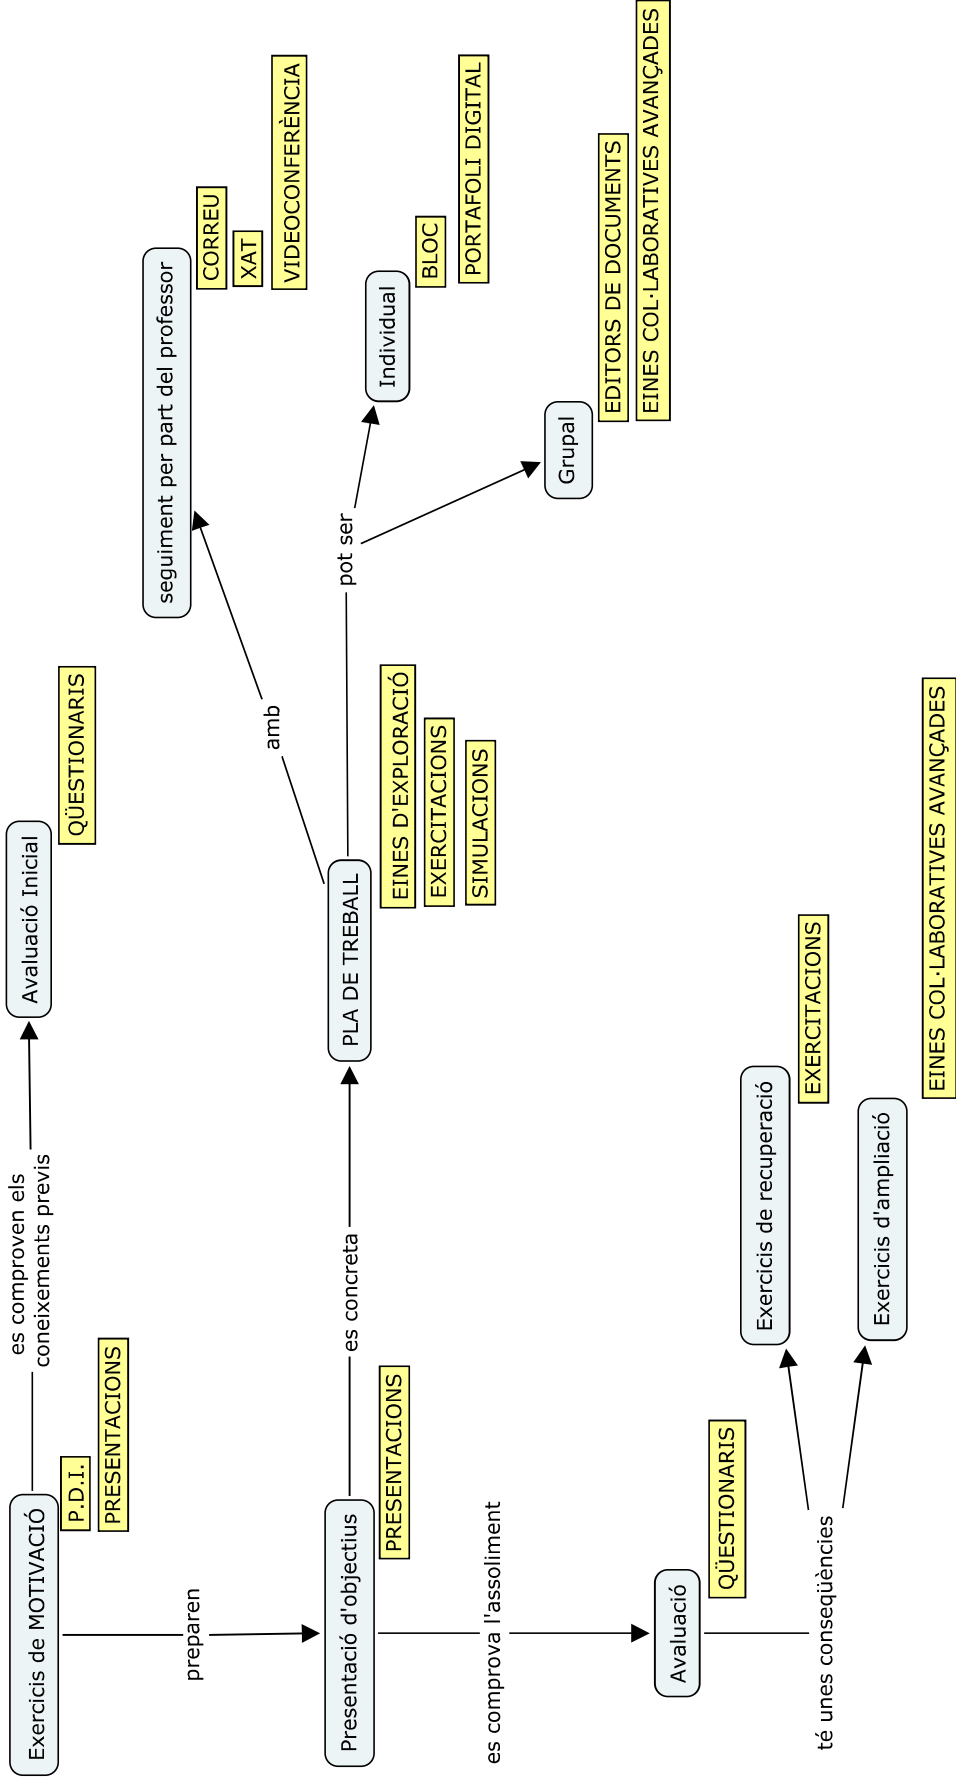 Exercicis de MOTIVACIÓ
P.D.I.
PRESENTACIONS
es comproven els
coneixements previs
Avaluació Inicial
QÜESTIONARIS
preparen
Presentació d'objectius
PRESENTACIONS
es concreta
PLA DE TREBALL
EINES D'EXPLORACIÓ
EXERCITACIONS
SIMULACIONS
amb
seguiment per part del professor
CORREU
XAT
VIDEOCONFERÈNCIA
pot ser
Individual
BLOC
PORTAFOLI DIGITAL
Grupal
EDITORS DE DOCUMENTS
EINES COL·LABORATIVES AVANÇADES
es comprova l'assoliment
Avaluació
QÜESTIONARIS
té unes conseqüències
Exercicis de recuperació
EXERCITACIONS
Exercicis d'ampliació
EINES COL·LABORATIVES AVANÇADES